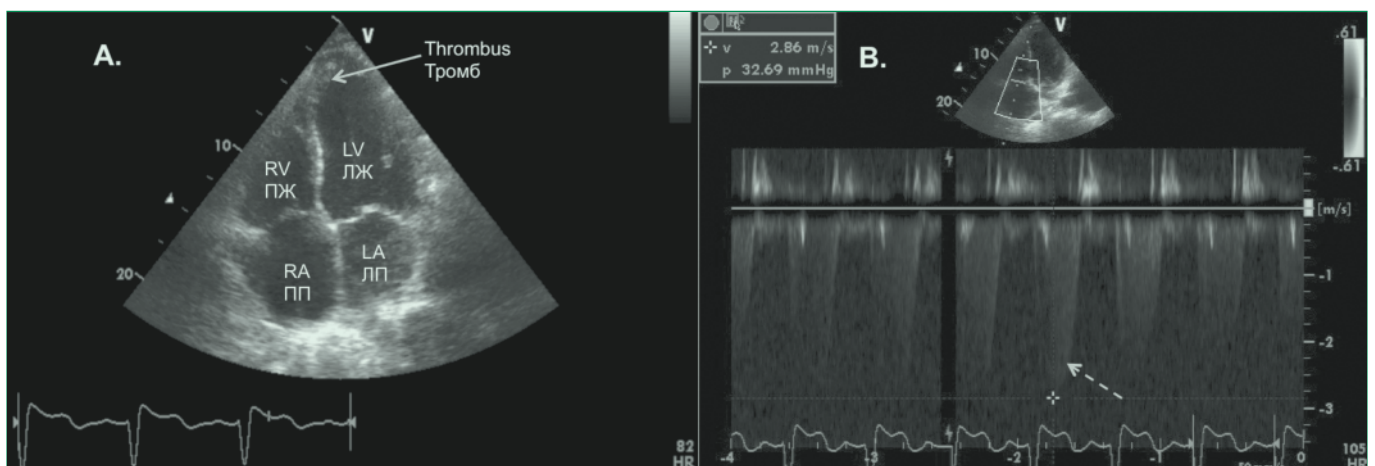 A.
V
Thrombus
Тромб
10
RV
ПЖ
LV
ЛЖ
20
RA
ПП
LA
ЛП
82
HR
v 2.86 m/s
p 32.69 mmHg
B.
V
10
20
.61
-.61
[m/s]
-1
-2
-3
-4 -3 -2 -1 0
105
HR